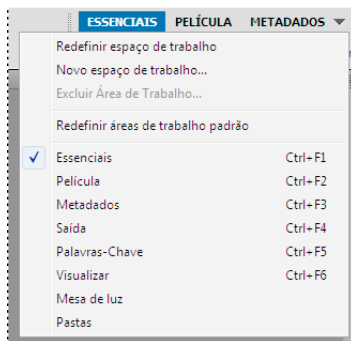 ESSENCIAIS PELÍCULA METADADOS
Redefinir espaço de trabalho
Novo espaço de trabalho...
Excluir Área de Trabalho...
Redefinir áreas de trabalho padrão
Essenciais Ctrl+F1
Película Ctrl+F2
Metadados Ctrl+F3
Saída Ctrl+F4
Palavras-Chave Ctrl+F5
Visualizar Ctrl+F6
Mesa de luz
Pastas